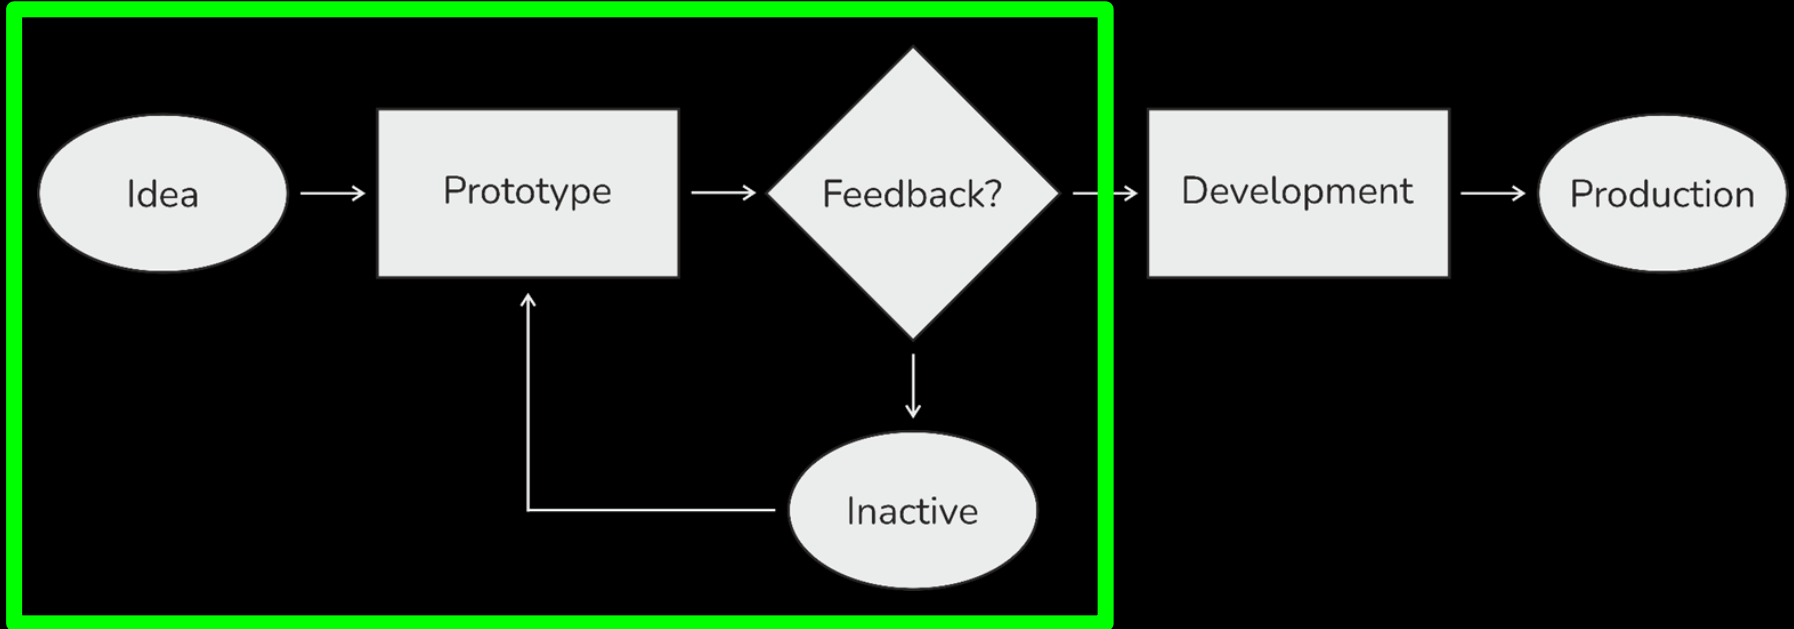 Idea
Prototype
Feedback?
Development
Production
Inactive